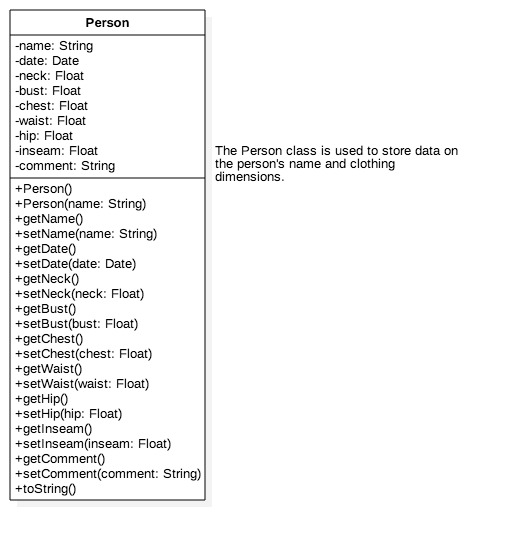 Person
-name: String
-date: Date
-neck: Float
-bust: Float
-chest: Float
-waist: Float
-hip: Float
-inseam: Float
-comment: String
+Person()
+Person(name: String)
+getName()
+setName(name: String)
+getDate()
+setDate(date: Date)
+getNeck()
+setNeck(neck: Float)
+getBust()
+setBust(bust: Float)
+getChest()
+setChest(chest: Float)
+getWaist()
+setWaist(waist: Float)
+getHip()
+setHip(hip: Float)
+getInseam()
+setInseam(inseam: Float)
+getComment()
+setComment(comment: String)
+toString()
The Person class is used to store data on
the person's name and clothing
dimensions.